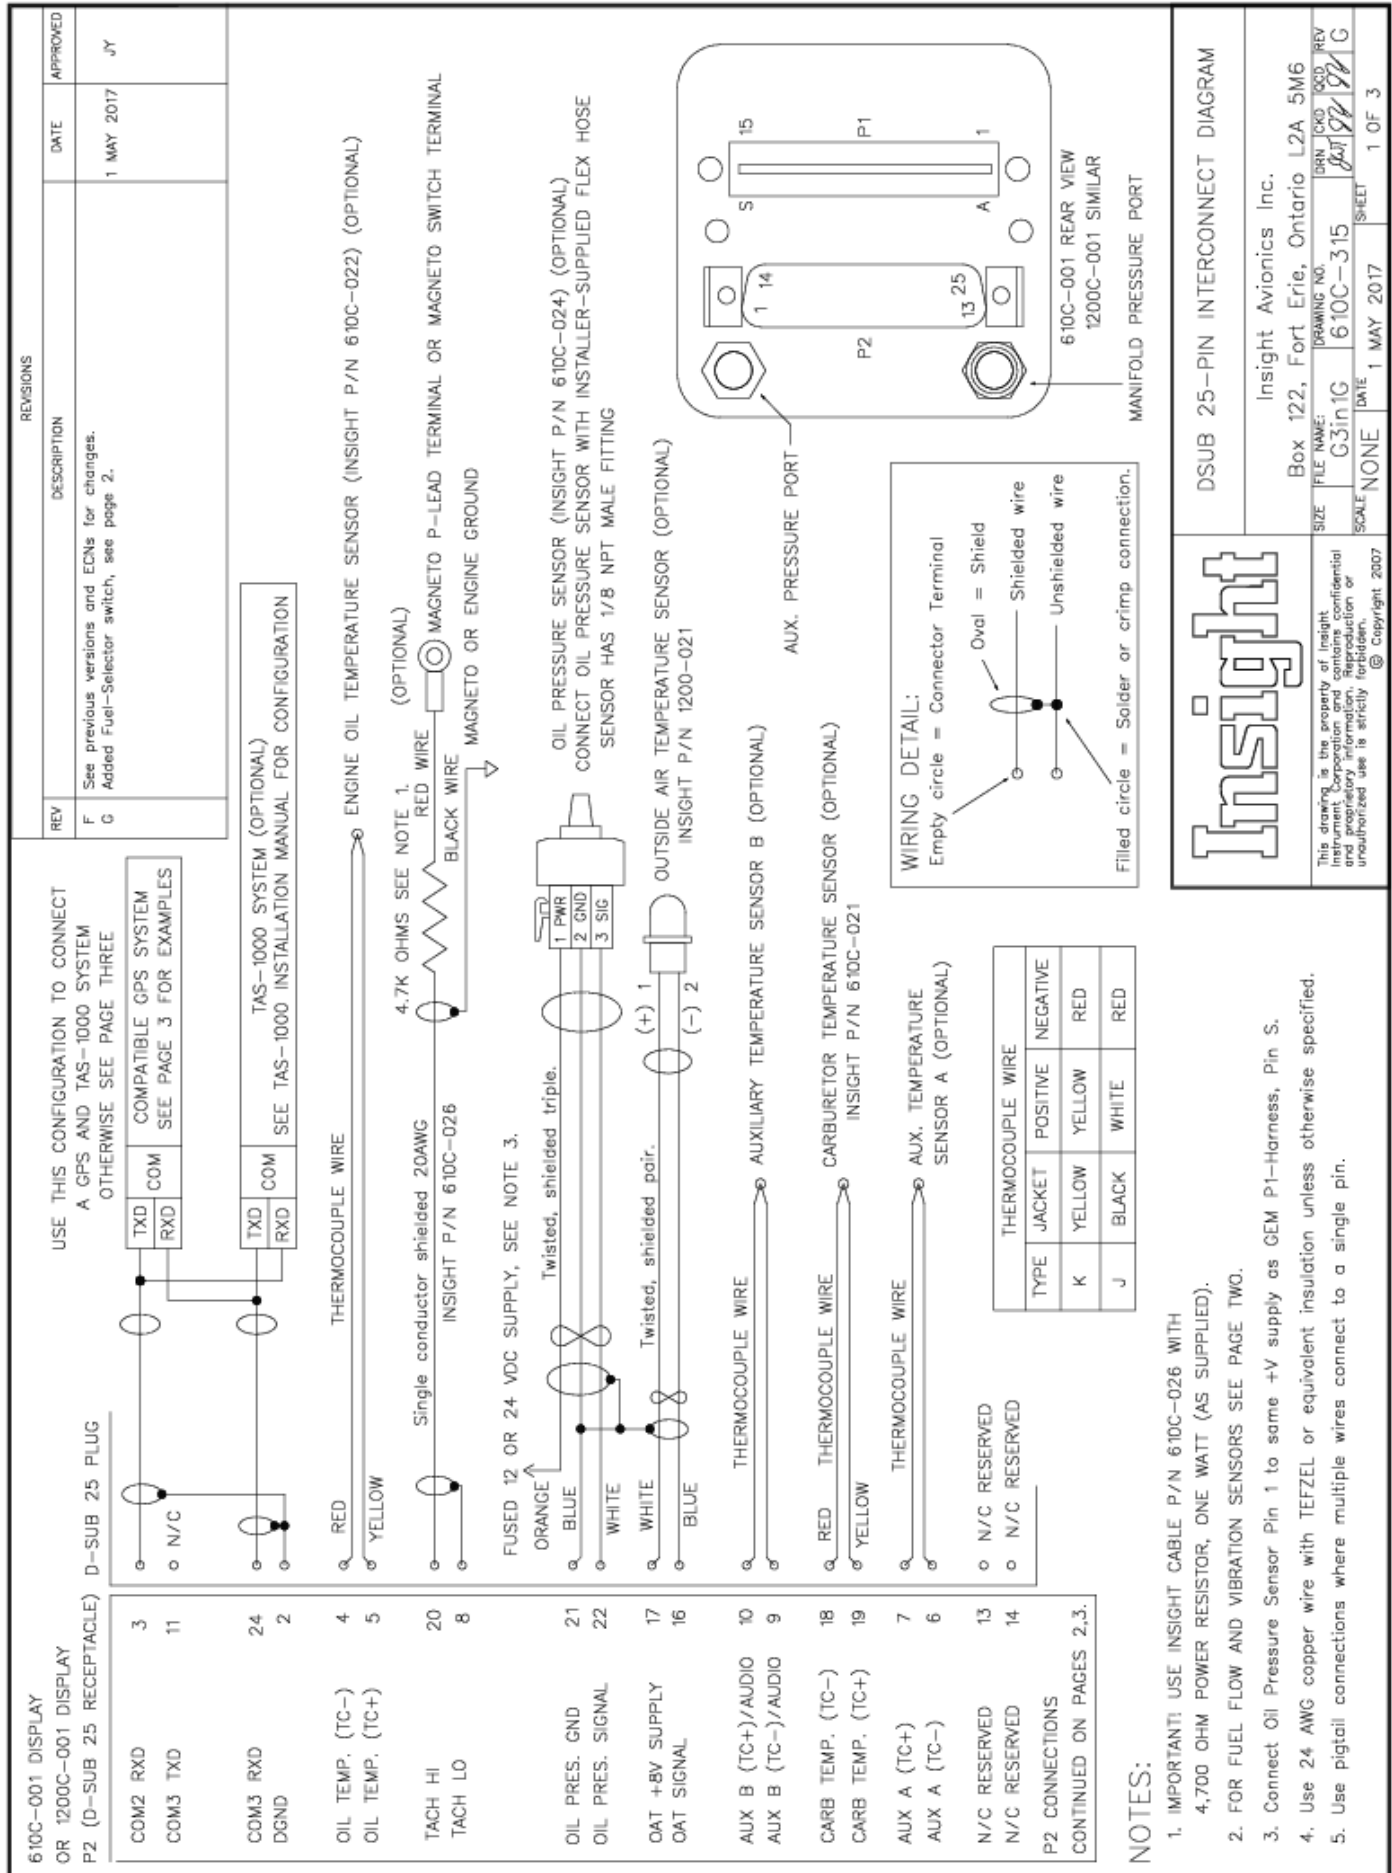 610C-001 DISPLAY
OR 1200C-001 DISPLAY
P2 (D-SUB 25 RECEPTACLE)
D-SUB 25 PLUG
USE THIS CONFIGURATION TO CONNECT
A GPS AND TAS-1000 SYSTEM
OTHERWISE SEE PAGE THREE
REVISIONS
REV DESCRIPTION DATE APPROVED
F See previous versions and ECNs for changes.
G Added Fuel-Selector switch, see page 2. 1 MAY 2017 JY
COM2 RXD 3
COM3 TXD 11
N/C
TXD
RXD
COM
COMPATIBLE GPS SYSTEM
SEE PAGE 3 FOR EXAMPLES
COM3 RXD 24
DGND 2
TXD
RXD
COM
TAS-1000 SYSTEM (OPTIONAL)
SEE TAS-1000 INSTALLATION MANUAL FOR CONFIGURATION
OIL TEMP. (TC-) 4
OIL TEMP. (TC+) 5
RED
YELLOW
THERMOCOUPLE WIRE
ENGINE OIL TEMPERATURE SENSOR (INSIGHT P/N 610C-022) (OPTIONAL)
TACH HI 20
TACH LO 8
Single conductor shielded 20AWG
INSIGHT P/N 610C-026
4.7K OHMS SEE NOTE 1.
RED WIRE
BLACK WIRE
(OPTIONAL)
MAGNETO P-LEAD TERMINAL OR MAGNETO SWITCH TERMINAL
MAGNETO OR ENGINE GROUND
FUSED 12 OR 24 VDC SUPPLY, SEE NOTE 3.
OIL PRES. GND 21
OIL PRES. SIGNAL 22
ORANGE
BLUE
WHITE
Twisted, shielded triple.
1 PWR
2 GND
3 SIG
OIL PRESSURE SENSOR (INSIGHT P/N 610C-024) (OPTIONAL)
CONNECT OIL PRESSURE SENSOR WITH INSTALLER-SUPPLIED FLEX HOSE
SENSOR HAS 1/8 NPT MALE FITTING
OAT +8V SUPPLY 17
OAT SIGNAL 16
WHITE
BLUE
Twisted, shielded pair.
(+) 1
(-) 2
OUTSIDE AIR TEMPERATURE SENSOR (OPTIONAL)
INSIGHT P/N 1200-021
AUX B (TC+)/AUDIO 10
AUX B (TC-)/AUDIO 9
THERMOCOUPLE WIRE
AUXILIARY TEMPERATURE SENSOR B (OPTIONAL)
CARB TEMP. (TC-) 18
CARB TEMP. (TC+) 19
RED
YELLOW
THERMOCOUPLE WIRE
CARBURETOR TEMPERATURE SENSOR (OPTIONAL)
INSIGHT P/N 610C-021
AUX A (TC+) 7
AUX A (TC-) 6
THERMOCOUPLE WIRE
AUX. TEMPERATURE
SENSOR A (OPTIONAL)
N/C RESERVED 13
N/C RESERVED 14
N/C RESERVED
N/C RESERVED
P2 CONNECTIONS
CONTINUED ON PAGES 2,3.
THERMOCOUPLE WIRE
TYPE JACKET POSITIVE NEGATIVE
K YELLOW YELLOW RED
J BLACK WHITE RED
WIRING DETAIL:
Empty circle = Connector Terminal
Oval = Shield
Shielded wire
Unshielded wire
Filled circle = Solder or crimp connection.
S 15
P1
A 1
1 14
P2
13 25
610C-001 REAR VIEW
1200C-001 SIMILAR
AUX. PRESSURE PORT
MANIFOLD PRESSURE PORT
NOTES:
1. IMPORTANT! USE INSIGHT CABLE P/N 610C-026 WITH
4,700 OHM POWER RESISTOR, ONE WATT (AS SUPPLIED).
2. FOR FUEL FLOW AND VIBRATION SENSORS SEE PAGE TWO.
3. Connect Oil Pressure Sensor Pin 1 to same +V supply as GEM P1-Harness, Pin S.
4. Use 24 AWG copper wire with TEFZEL or equivalent insulation unless otherwise specified.
5. Use pigtail connections where multiple wires connect to a single pin.
Insight
This drawing is the property of Insight
Instrument Corporation and contains confidential
and proprietary information. Reproduction or
unauthorized use is strictly forbidden.
© Copyright 2007
DSUB 25-PIN INTERCONNECT DIAGRAM
Insight Avionics Inc.
Box 122, Fort Erie, Ontario L2A 5M6
SIZE FILE NAME: G3in1G DRAWING NO. 610C-315 DRN CKD QCD REV G
SCALE NONE DATE 1 MAY 2017 SHEET 1 OF 3